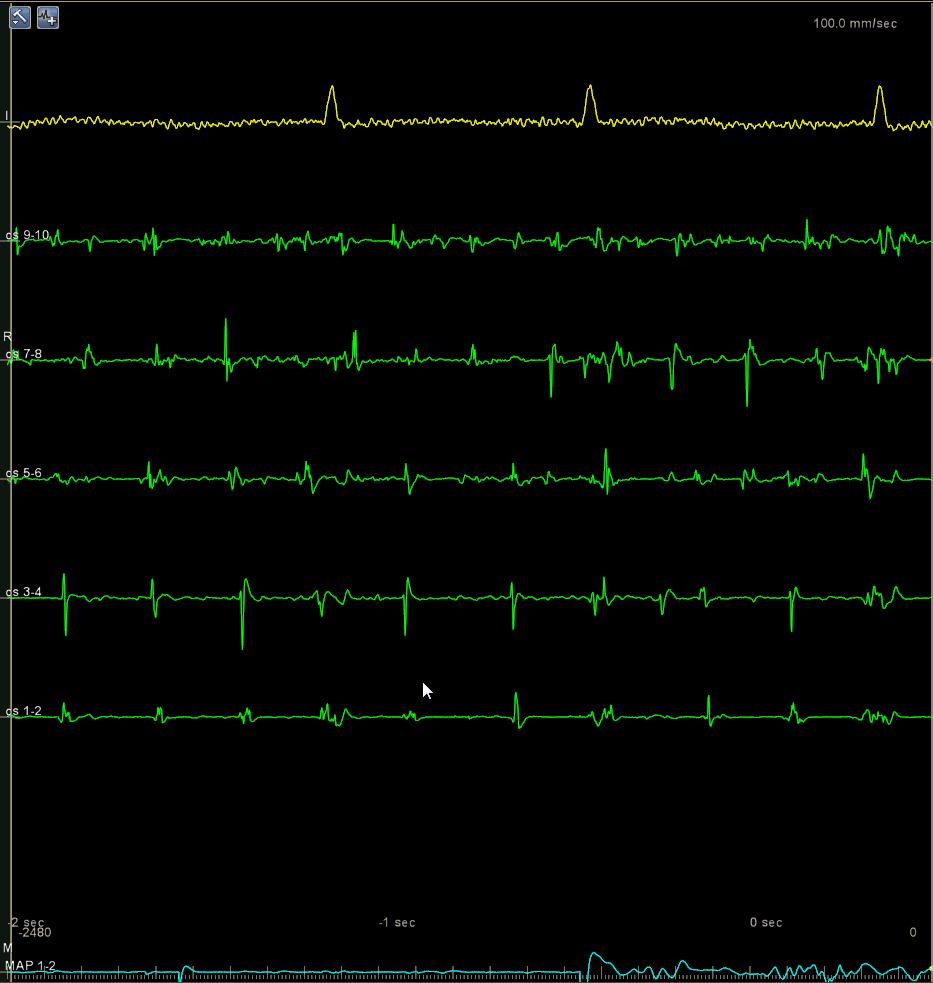 100.0 mm/sec
I
cs 9-10
R
cs 7-8
cs 5-6
cs 3-4
cs 1-2
-2 sec
-1 sec
0 sec
-2480
0
M
MAP 1-2